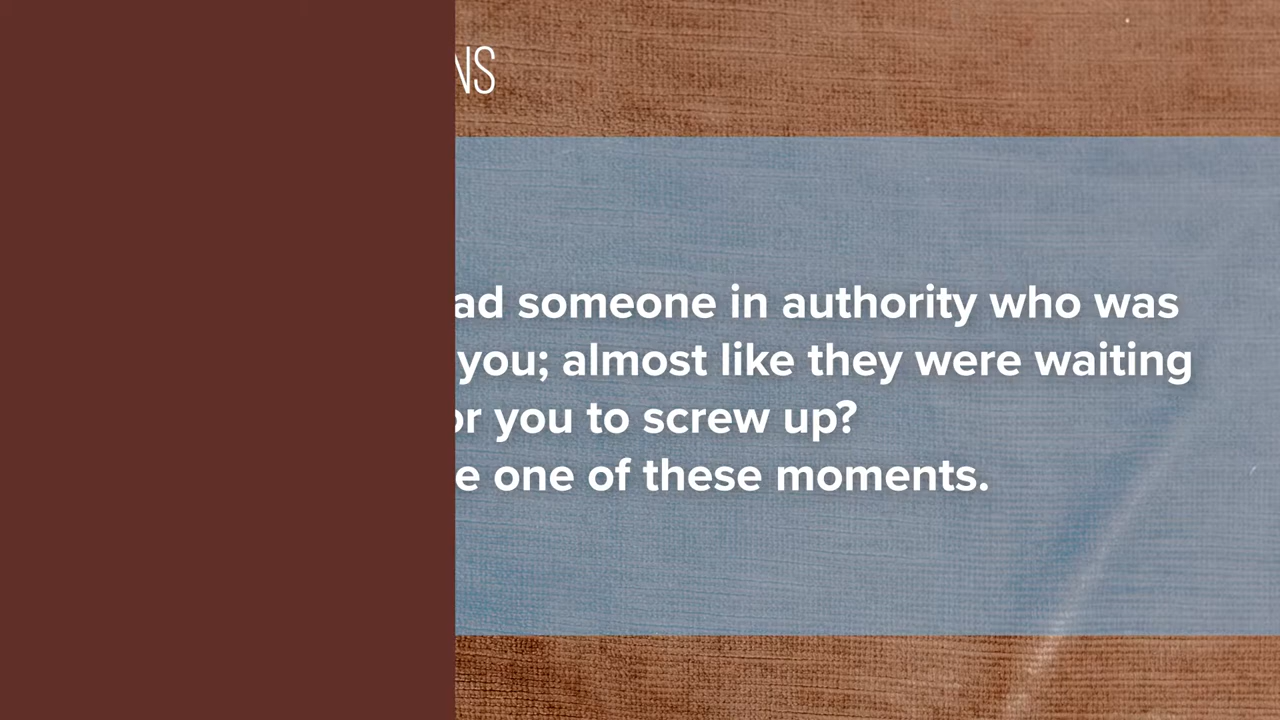 NS
ad someone in authority who was
you; almost like they were waiting
or you to screw up?
e one of these moments.